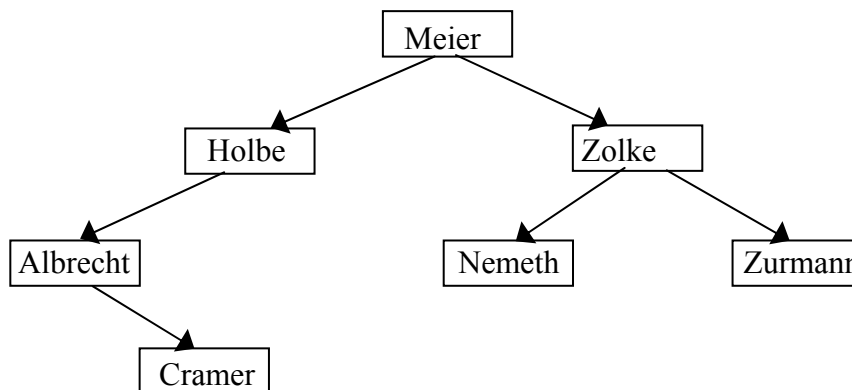 Meier
Holbe
Zolke
Albrecht
Nemeth
Zurmann
Cramer